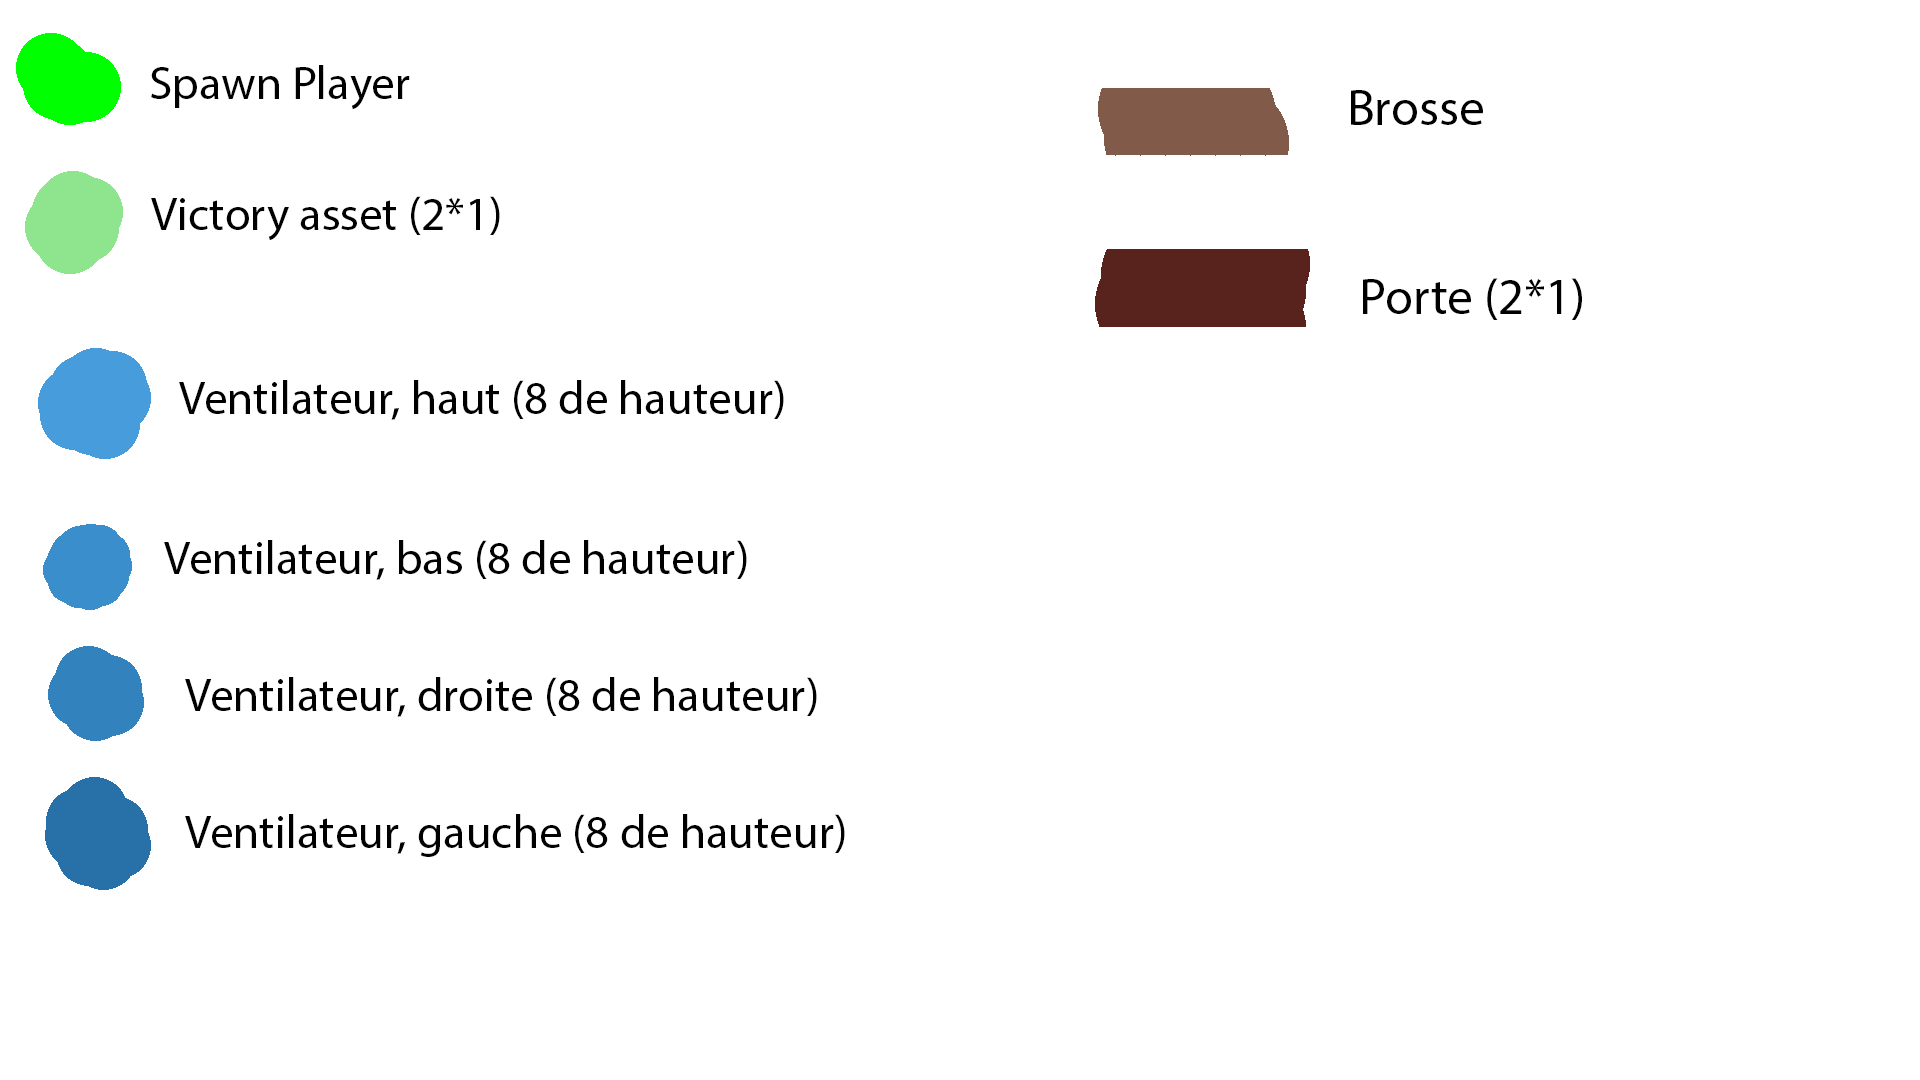 Spawn Player
Victory asset (2*1)
Ventilateur, haut (8 de hauteur)
Ventilateur, bas (8 de hauteur)
Ventilateur, droite (8 de hauteur)
Ventilateur, gauche (8 de hauteur)
Brosse
Porte (2*1)